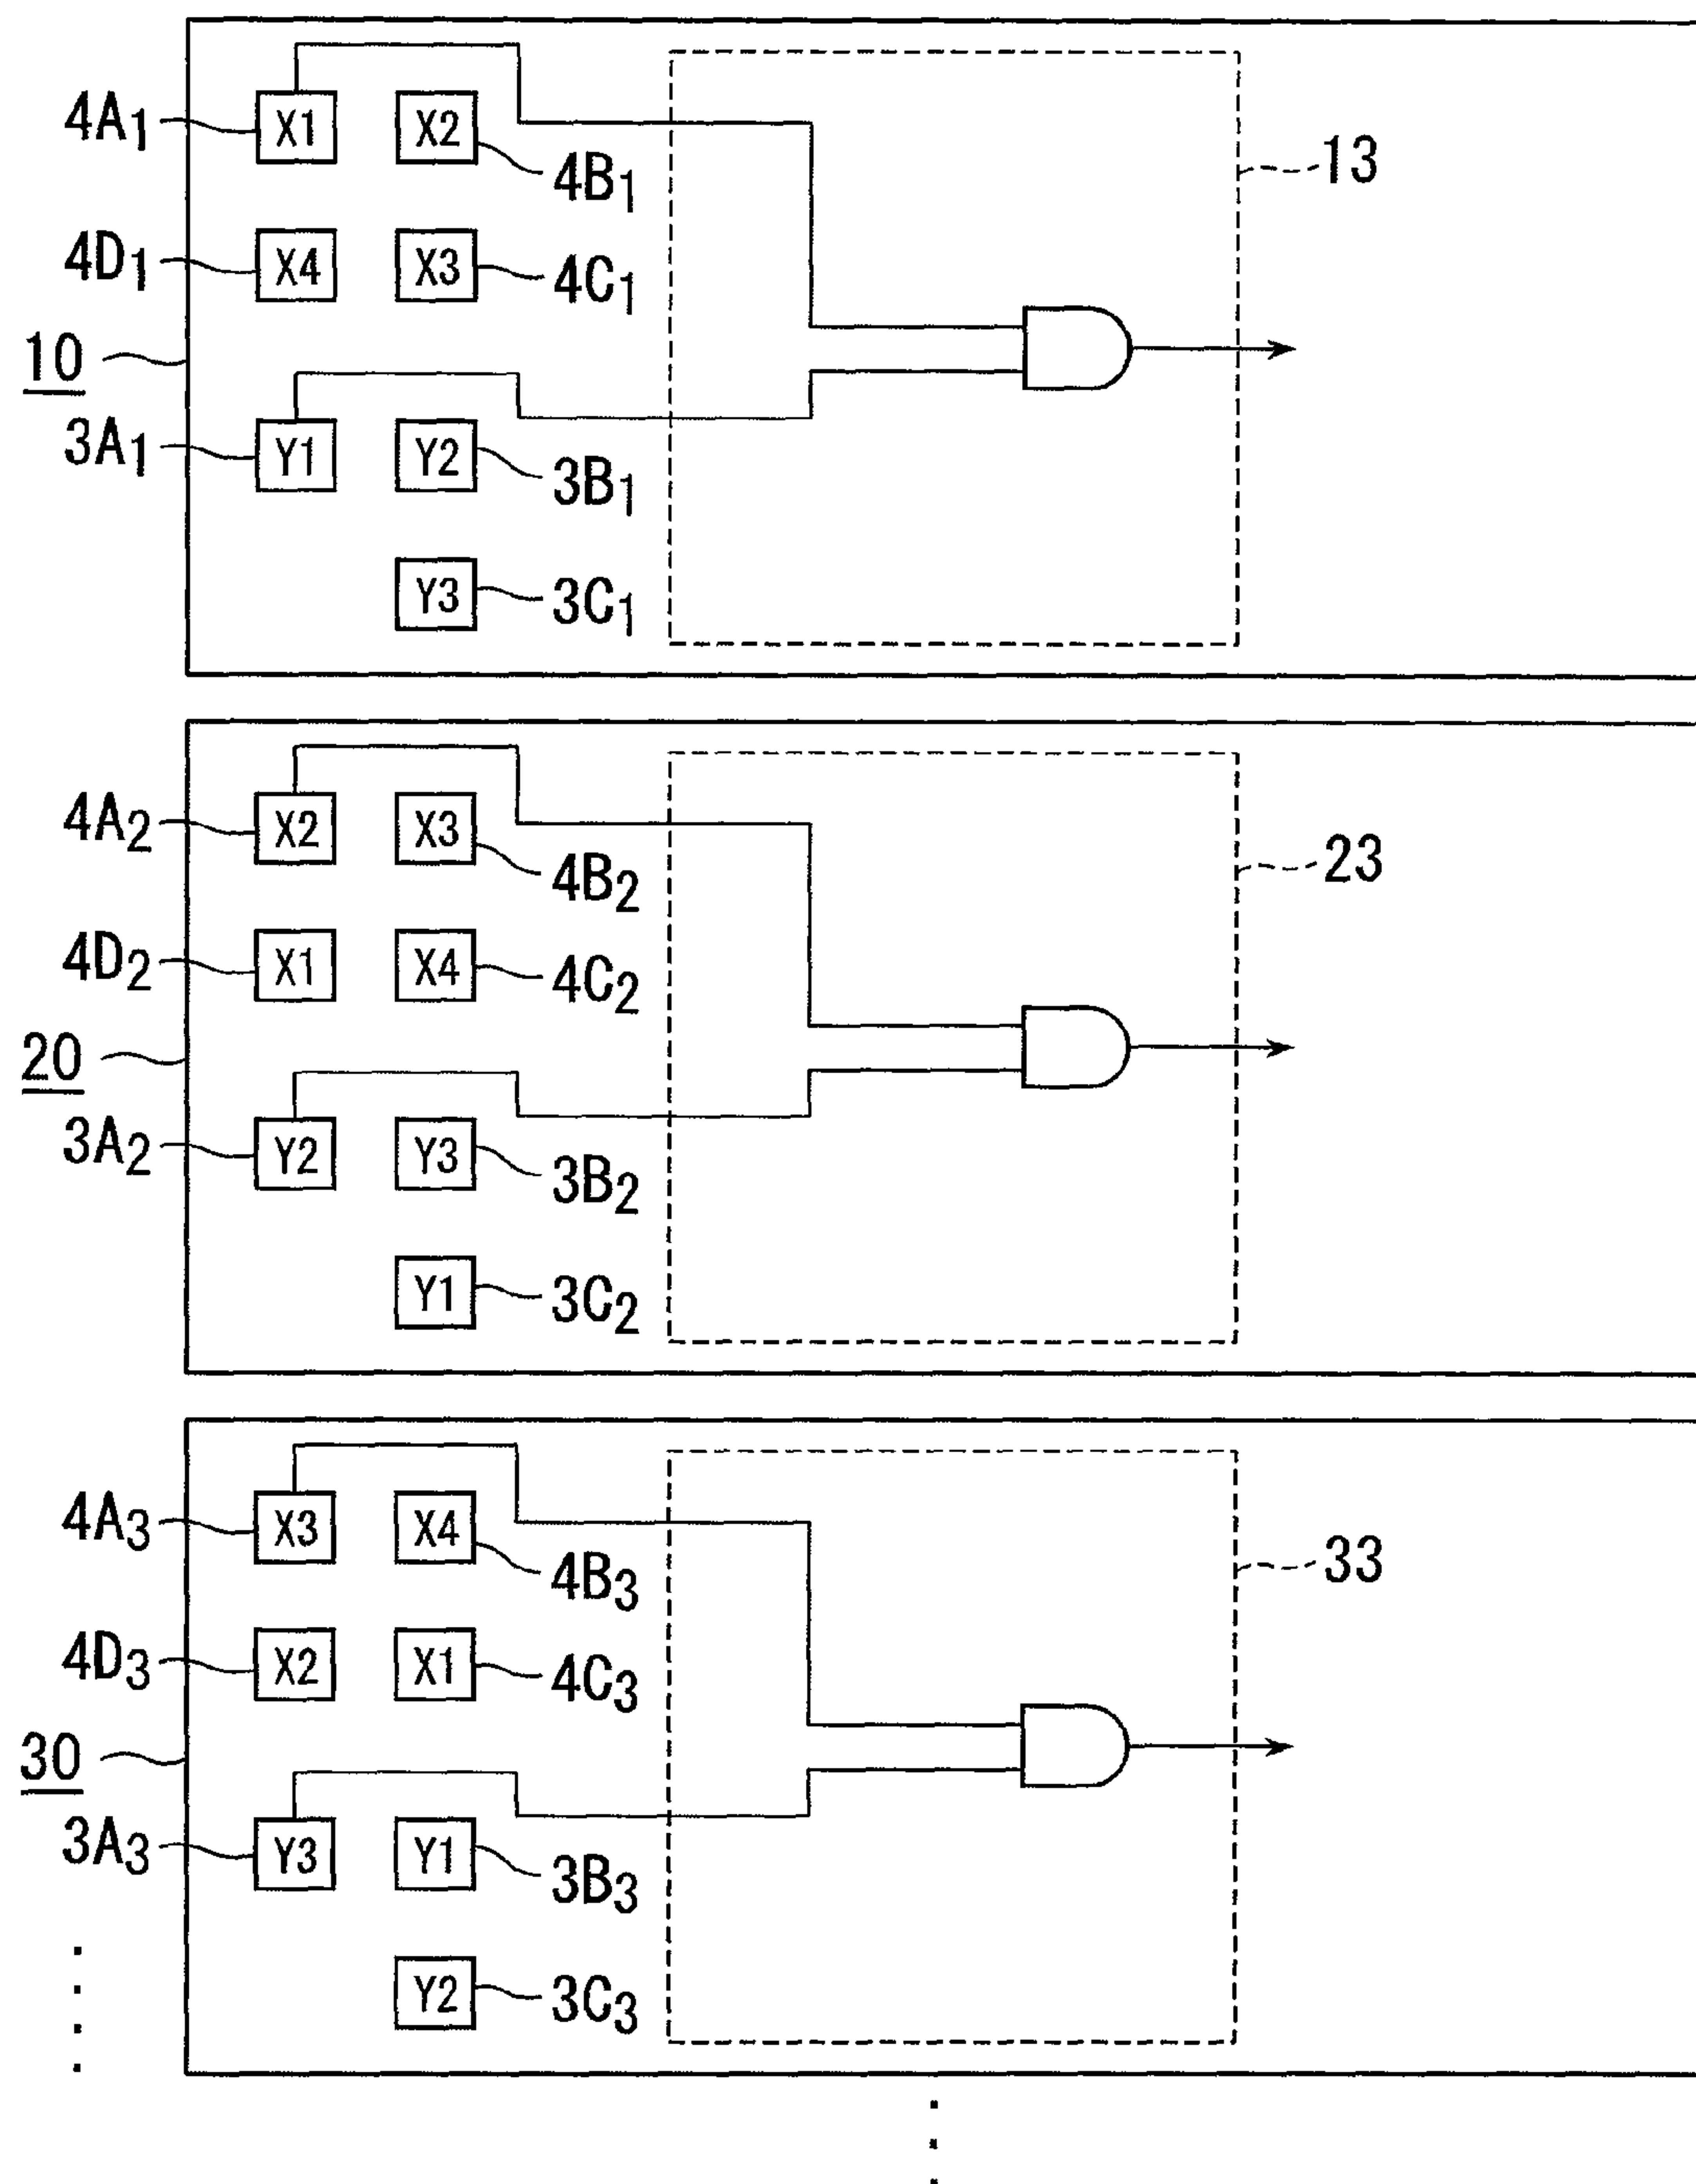 4A1 X1 X2
4B1 13
4D1 X4 X3 4C1
10
3A1 Y1 Y2 3B1
Y3 3C1
4A2 X2 X3
4B2 23
4D2 X1 X4 4C2
20
3A2 Y2 Y3 3B2
Y1 3C2
4A3 X3 X4
4B3 33
4D3 X2 X1 4C3
30
3A3 Y3 Y1 3B3
Y2 3C3